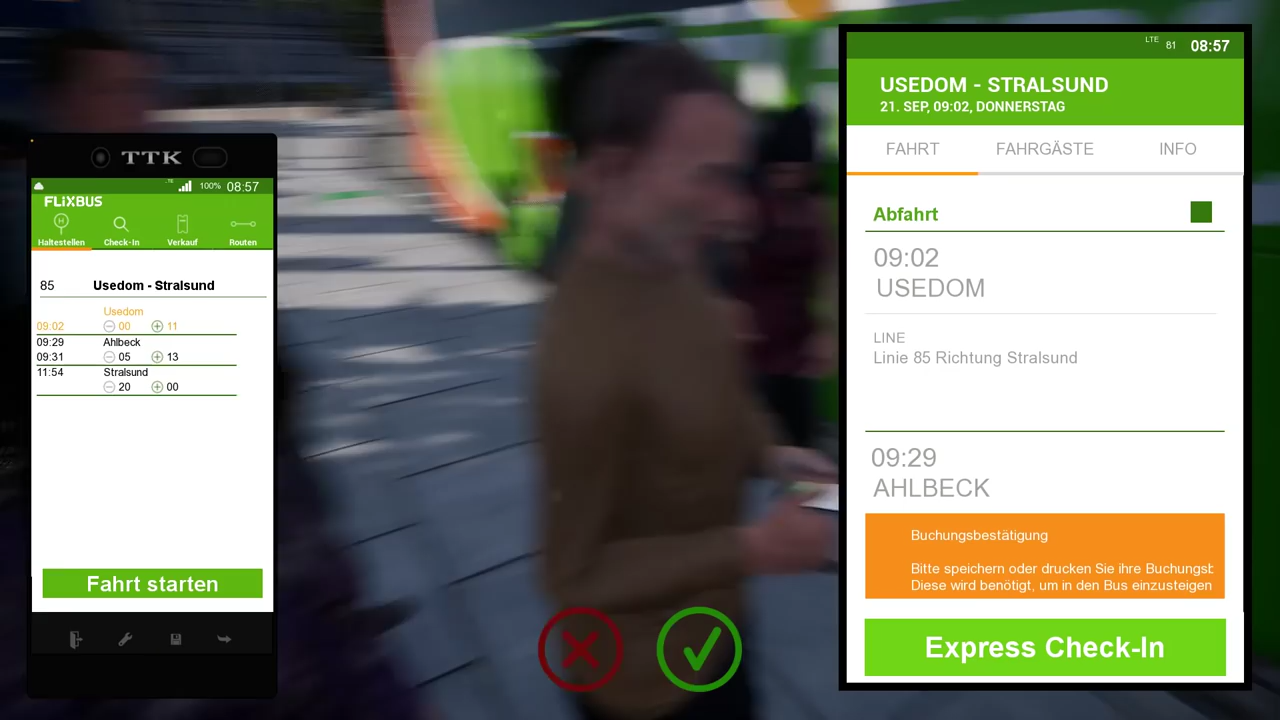 TTK
100% 08:57
FLiXBUS
Haltestellen Check-In Verkauf Routen
85 Usedom - Stralsund
Usedom
09:02 00 11
09:29 Ahlbeck
09:31 05 13
11:54 Stralsund
20 00
Fahrt starten
LTE 81 08:57
USEDOM - STRALSUND
21. SEP, 09:02, DONNERSTAG
FAHRT FAHRGÄSTE INFO
Abfahrt
09:02
USEDOM
LINE
Linie 85 Richtung Stralsund
09:29
AHLBECK
Buchungsbestätigung
Bitte speichern oder drucken Sie ihre Buchungst
Diese wird benötigt, um in den Bus einzusteigen
Express Check-In